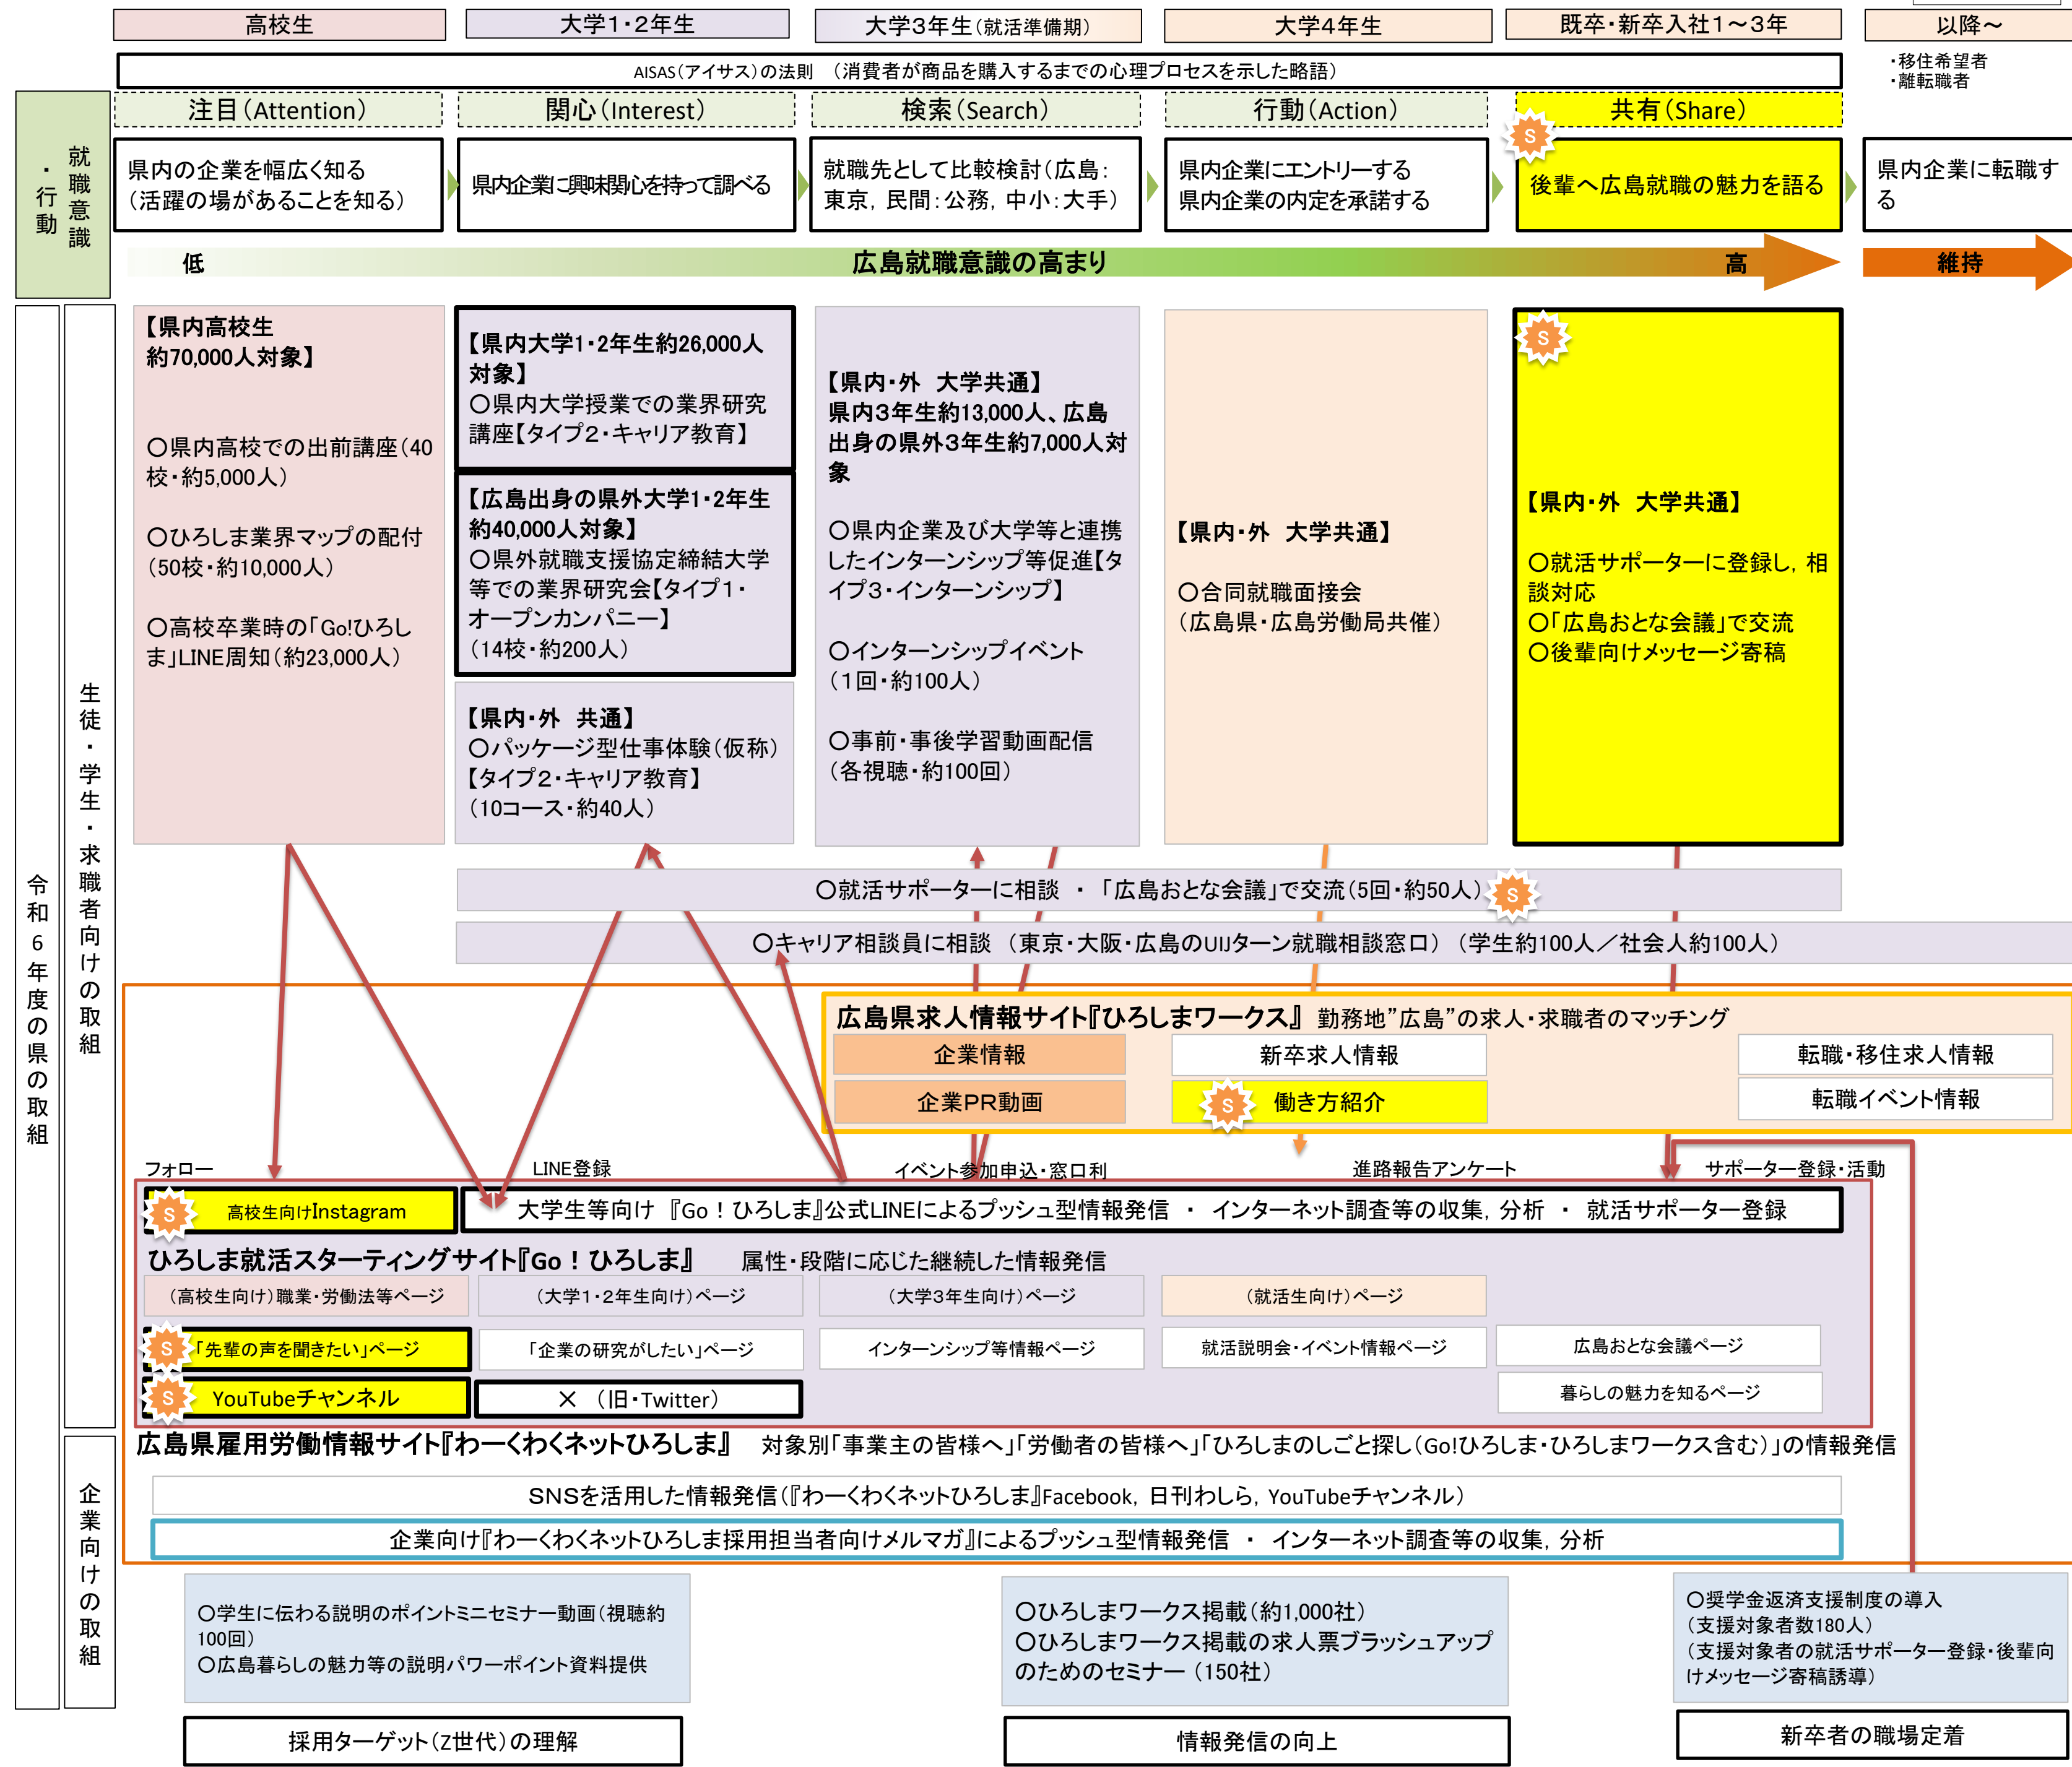 高校生
大学1・2年生
大学3年生(就活準備期)
大学4年生
既卒・新卒入社1～3年
以降～
・移住希望者
・離転職者
AISAS(アイサス)の法則 (消費者が商品を購入するまでの心理プロセスを示した略語)
就職意識
・行動
注目(Attention)
関心(Interest)
検索(Search)
行動(Action)
共有(Share)
S
県内の企業を幅広く知る
(活躍の場があることを知る)
県内企業に興味関心を持って調べる
就職先として比較検討(広島:
東京,民間:公務,中小:大手)
県内企業にエントリーする
県内企業の内定を承諾する
後輩へ広島就職の魅力を語る
県内企業に転職す
る
低
広島就職意識の高まり
高
維持
令和6年度の県の取組
生徒・学生・求職者向けの取組
【県内高校生
約70,000人対象】
○県内高校での出前講座(40
校・約5,000人)
○ひろしま業界マップの配付
(50校・約10,000人)
○高校卒業時の「Go!ひろし
ま」LINE周知(約23,000人)
【県内大学1・2年生約26,000人
対象】
○県内大学授業での業界研究
講座【タイプ2・キャリア教育】
【広島出身の県外大学1・2年生
約40,000人対象】
○県外就職支援協定締結大学
等での業界研究会【タイプ1・
オープンカンパニー】
(14校・約200人)
【県内・外 共通】
○パッケージ型仕事体験(仮称)
【タイプ2・キャリア教育】
(10コース・約40人)
【県内・外 大学共通】
県内3年生約13,000人、広島
出身の県外3年生約7,000人対
象
○県内企業及び大学等と連携
したインターンシップ等促進【タ
イプ3・インターンシップ】
○インターンシップイベント
(1回・約100人)
○事前・事後学習動画配信
(各視聴・約100回)
【県内・外 大学共通】
○合同就職面接会
(広島県・広島労働局共催)
S
【県内・外 大学共通】
○就活サポーターに登録し,相
談対応
○「広島おとな会議」で交流
○後輩向けメッセージ寄稿
○就活サポーターに相談 ・ 「広島おとな会議」で交流(5回・約50人)
S
○キャリア相談員に相談 (東京・大阪・広島のUIJターン就職相談窓口) (学生約100人/社会人約100人)
広島県求人情報サイト『ひろしまワークス』 勤務地”広島”の求人・求職者のマッチング
企業情報
新卒求人情報
転職・移住求人情報
企業PR動画
S
働き方紹介
転職イベント情報
フォロー
LINE登録
イベント参加申込・窓口利
進路報告アンケート
サポーター登録・活動
S
高校生向けInstagram
大学生等向け 『Go!ひろしま』公式LINEによるプッシュ型情報発信 ・ インターネット調査等の収集,分析 ・ 就活サポーター登録
ひろしま就活スターティングサイト『Go!ひろしま』 属性・段階に応じた継続した情報発信
(高校生向け)職業・労働法等ページ
(大学1・2年生向け)ページ
(大学3年生向け)ページ
(就活生向け)ページ
S
「先輩の声を聞きたい」ページ
「企業の研究がしたい」ページ
インターンシップ等情報ページ
就活説明会・イベント情報ページ
広島おとな会議ページ
S
YouTubeチャンネル
X (旧・Twitter)
暮らしの魅力を知るページ
広島県雇用労働情報サイト『わーくわくネットひろしま』 対象別「事業主の皆様へ」「労働者の皆様へ」「ひろしまのしごと探し(Go!ひろしま・ひろしまワークス含む)」の情報発信
企業向けの取組
SNSを活用した情報発信(『わーくわくネットひろしま』Facebook,日刊わしら,YouTubeチャンネル)
企業向け『わーくわくネットひろしま採用担当者向けメルマガ』によるプッシュ型情報発信 ・ インターネット調査等の収集,分析
○学生に伝わる説明のポイントミニセミナー動画(視聴約
100回)
○広島暮らしの魅力等の説明パワーポイント資料提供
○ひろしまワークス掲載(約1,000社)
○ひろしまワークス掲載の求人票ブラッシュアップ
のためのセミナー (150社)
○奨学金返済支援制度の導入
(支援対象者数180人)
(支援対象者の就活サポーター登録・後輩向
けメッセージ寄稿誘導)
採用ターゲット(Z世代)の理解
情報発信の向上
新卒者の職場定着